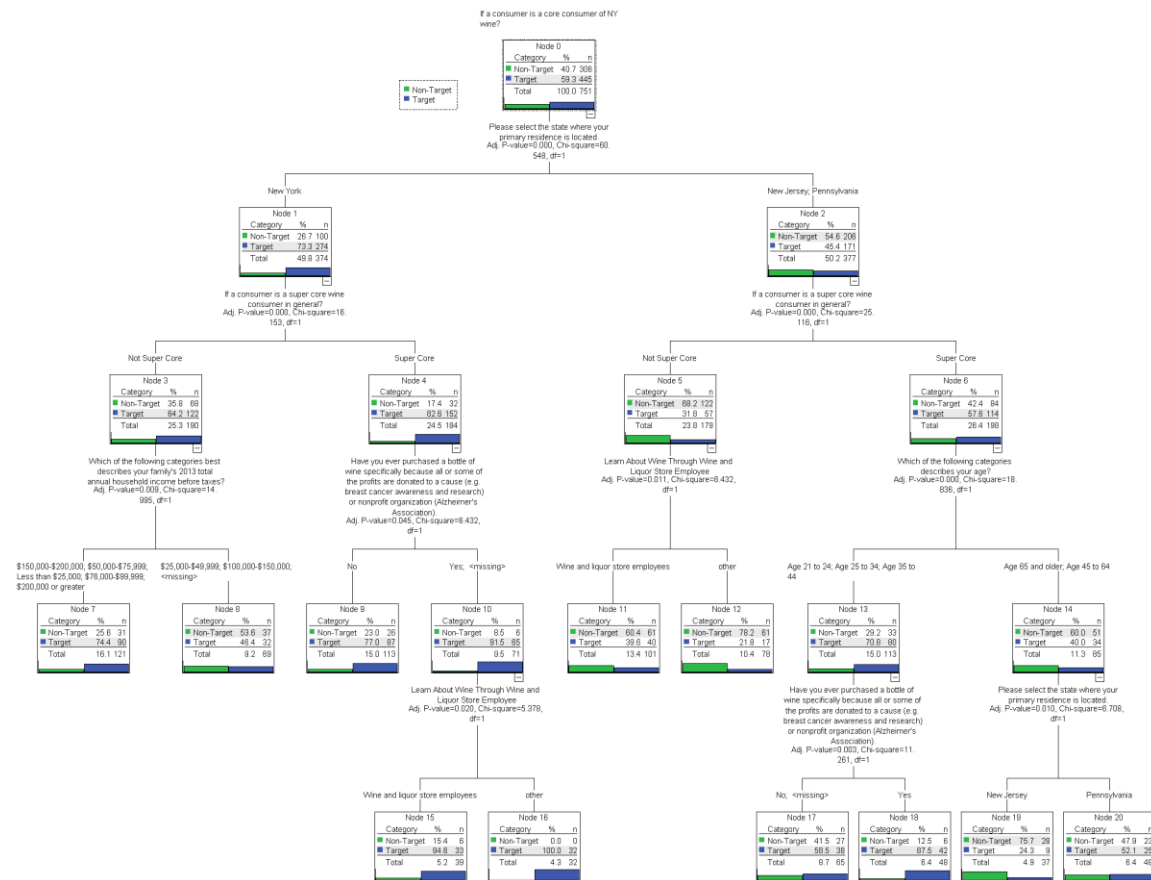 If a consumer is a core consumer of NY
wine?
Node 0
Category % n
Non-Target 40.7 306
Target 59.3 445
Total 100.0 751
Non-Target
Target
Please select the state where your
primary residence is located.
Adj. P-value=0.000, Chi-square=60.
548, df=1
New York
New Jersey; Pennsylvania
Node 1
Category % n
Non-Target 26.7 100
Target 73.3 274
Total 49.8 374
Node 2
Category % n
Non-Target 54.6 206
Target 45.4 171
Total 50.2 377
If a consumer is a super core wine
consumer in general?
Adj. P-value=0.000, Chi-square=16.
153, df=1
If a consumer is a super core wine
consumer in general?
Adj. P-value=0.000, Chi-square=25.
116, df=1
Not Super Core
Super Core
Not Super Core
Super Core
Node 3
Category % n
Non-Target 35.8 68
Target 64.2 122
Total 25.3 190
Node 4
Category % n
Non-Target 17.4 32
Target 82.6 152
Total 24.5 184
Node 5
Category % n
Non-Target 68.2 122
Target 31.8 57
Total 23.8 179
Node 6
Category % n
Non-Target 42.4 84
Target 57.6 114
Total 26.4 198
Which of the following categories best
describes your family's 2013 total
annual household income before taxes?
Adj. P-value=0.009, Chi-square=14.
995, df=1
Have you ever purchased a bottle of
wine specifically because all or some of
the profits are donated to a cause (e.g.
breast cancer awareness and research)
or nonprofit organization (Alzheimer's
Association).
Adj. P-value=0.045, Chi-square=6.432,
df=1
Learn About Wine Through Wine and
Liquor Store Employee
Adj. P-value=0.011, Chi-square=6.432,
df=1
Which of the following categories
describes your age?
Adj. P-value=0.000, Chi-square=18.
836, df=1
$150,000-$200,000; $50,000-$75,999;
Less than $25,000; $76,000-$99,999;
$200,000 or greater
$25,000-$49,999; $100,000-$150,000;
<missing>
No
Yes; <missing>
Wine and liquor store employees
other
Age 21 to 24; Age 25 to 34; Age 35 to
44
Age 65 and older; Age 45 to 64
Node 7
Category % n
Non-Target 25.6 31
Target 74.4 90
Total 16.1 121
Node 8
Category % n
Non-Target 53.6 37
Target 46.4 32
Total 9.2 69
Node 9
Category % n
Non-Target 23.0 26
Target 77.0 87
Total 15.0 113
Node 10
Category % n
Non-Target 8.5 6
Target 91.5 65
Total 9.5 71
Node 11
Category % n
Non-Target 60.4 61
Target 39.6 40
Total 13.4 101
Node 12
Category % n
Non-Target 78.2 61
Target 21.8 17
Total 10.4 78
Node 13
Category % n
Non-Target 29.2 33
Target 70.8 80
Total 15.0 113
Node 14
Category % n
Non-Target 60.0 51
Target 40.0 34
Total 11.3 85
Learn About Wine Through Wine and
Liquor Store Employee
Adj. P-value=0.020, Chi-square=5.378,
df=1
Have you ever purchased a bottle of
wine specifically because all or some of
the profits are donated to a cause (e.g.
breast cancer awareness and research)
or nonprofit organization (Alzheimer's
Association).
Adj. P-value=0.003, Chi-square=11.
261, df=1
Please select the state where your
primary residence is located.
Adj. P-value=0.010, Chi-square=6.708,
df=1
Wine and liquor store employees
other
No; <missing>
Yes
New Jersey
Pennsylvania
Node 15
Category % n
Non-Target 15.4 6
Target 84.6 33
Total 5.2 39
Node 16
Category % n
Non-Target 0.0 0
Target 100.0 32
Total 4.3 32
Node 17
Category % n
Non-Target 41.5 27
Target 58.5 38
Total 8.7 65
Node 18
Category % n
Non-Target 12.5 6
Target 87.5 42
Total 6.4 48
Node 19
Category % n
Non-Target 75.7 28
Target 24.3 9
Total 4.9 37
Node 20
Category % n
Non-Target 47.9 23
Target 52.1 25
Total 6.4 48